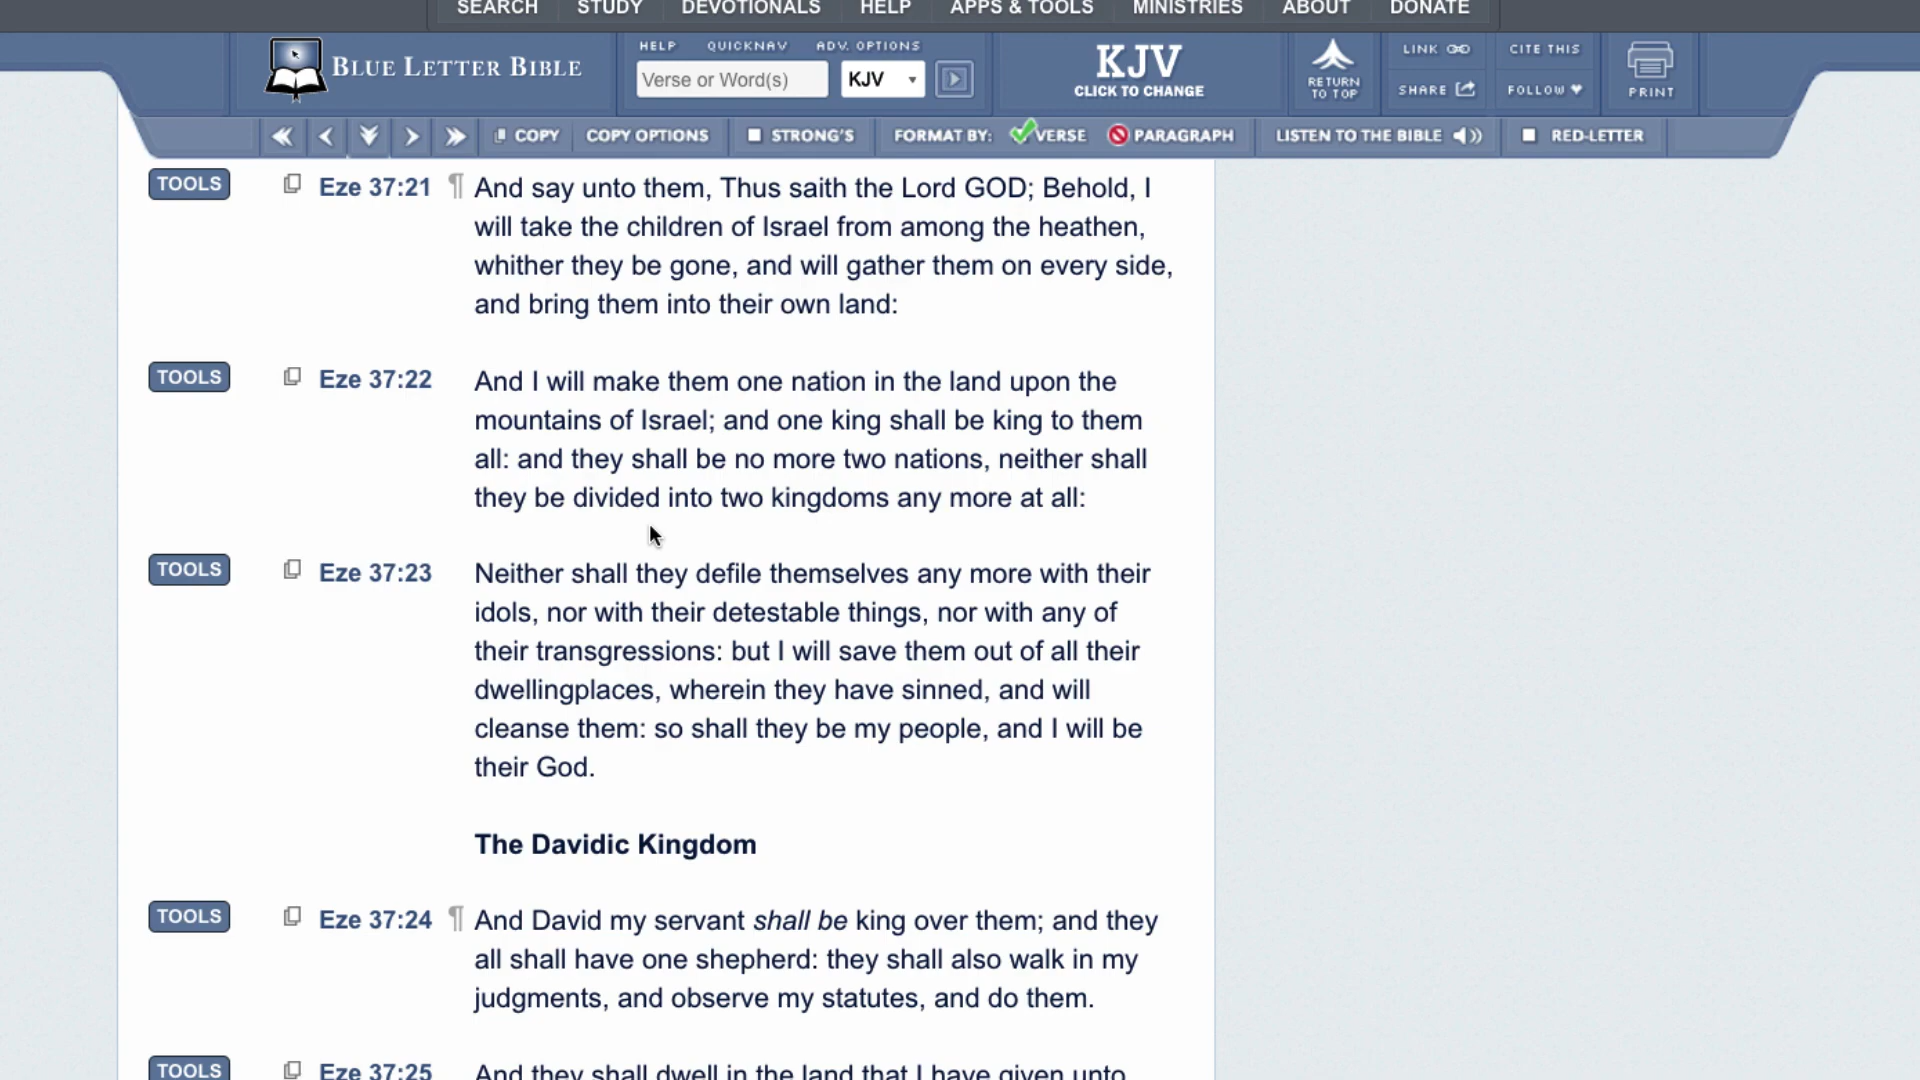 SEARCH STUDY DEVOTIONALS HELP APPS & TOOLS MINISTRIES ABOUT DONATE
BLUE LETTER BIBLE
HELP QUICKNAV ADV. OPTIONS
Verse or Word(s) KJV
KJV
CLICK TO CHANGE
RETURN
TO TOP
LINK CITE THIS
SHARE FOLLOW
PRINT
COPY COPY OPTIONS STRONG'S FORMAT BY: VERSE PARAGRAPH LISTEN TO THE BIBLE RED-LETTER
TOOLS Eze 37:21 ¶ And say unto them, Thus saith the Lord GOD; Behold, I
will take the children of Israel from among the heathen,
whither they be gone, and will gather them on every side,
and bring them into their own land:
TOOLS Eze 37:22 And I will make them one nation in the land upon the
mountains of Israel; and one king shall be king to them
all: and they shall be no more two nations, neither shall
they be divided into two kingdoms any more at all:
TOOLS Eze 37:23 Neither shall they defile themselves any more with their
idols, nor with their detestable things, nor with any of
their transgressions: but I will save them out of all their
dwellingplaces, wherein they have sinned, and will
cleanse them: so shall they be my people, and I will be
their God.
The Davidic Kingdom
TOOLS Eze 37:24 ¶ And David my servant shall be king over them; and they
all shall have one shepherd: they shall also walk in my
judgments, and observe my statutes, and do them.
TOOLS Eze 37:25 And they shall dwell in the land that I have given unto